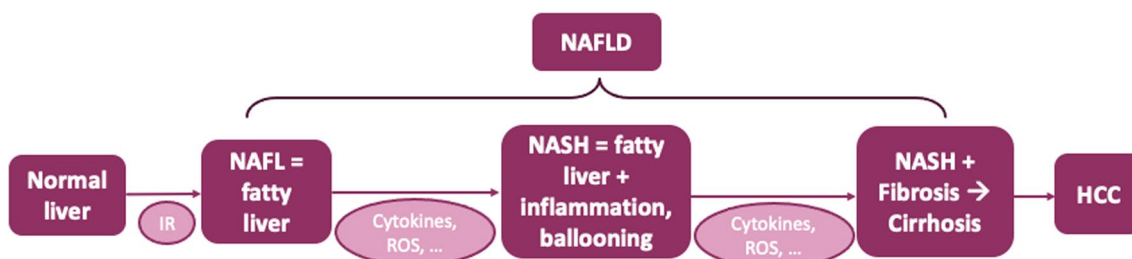 NAFLD
Normal
liver
IR
NAFL =
fatty
liver
Cytokines,
ROS, ...
NASH = fatty
liver +
inflammation,
ballooning
Cytokines,
ROS, ...
NASH +
Fibrosis →
Cirrhosis
HCC